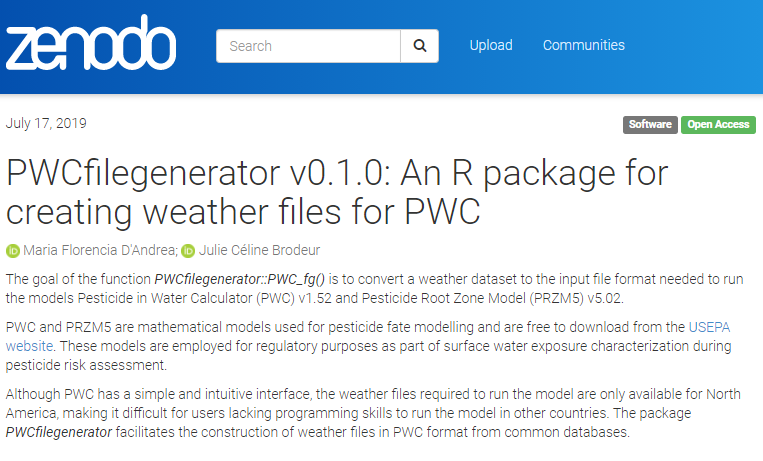 zenodo
Search
Upload
Communities
July 17, 2019
Software
Open Access
PWCfilegenerator v0.1.0: An R package for
creating weather files for PWC
iD Maria Florencia D'Andrea; iD Julie Céline Brodeur
The goal of the function PWCfilegenerator::PWC_fg() is to convert a weather dataset to the input file format needed to run
the models Pesticide in Water Calculator (PWC) v1.52 and Pesticide Root Zone Model (PRZM5) v5.02.
PWC and PRZM5 are mathematical models used for pesticide fate modelling and are free to download from the USEPA
website. These models are employed for regulatory purposes as part of surface water exposure characterization during
pesticide risk assessment.
Although PWC has a simple and intuitive interface, the weather files required to run the model are only available for North
America, making it difficult for users lacking programming skills to run the model in other countries. The package
PWCfilegenerator facilitates the construction of weather files in PWC format from common databases.